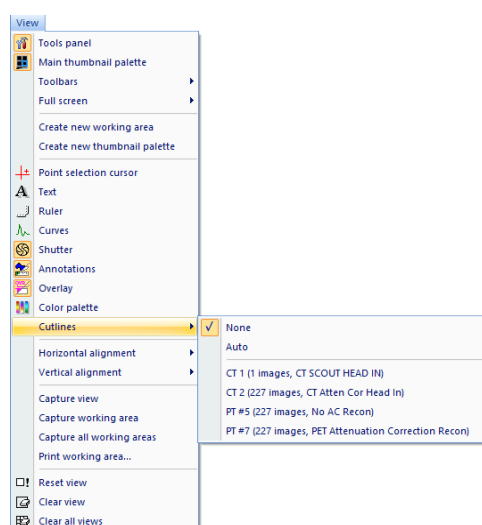 View
Tools panel
Main thumbnail palette
Toolbars
Full screen
Create new working area
Create new thumbnail palette
Point selection cursor
Text
Ruler
Curves
Shutter
Annotations
Overlay
Color palette
Cutlines
None
Auto
CT 1 (1 images, CT SCOUT HEAD IN)
CT 2 (227 images, CT Atten Cor Head In)
PT #5 (227 images, No AC Recon)
PT #7 (227 images, PET Attenuation Correction Recon)
Horizontal alignment
Vertical alignment
Capture view
Capture working area
Capture all working areas
Print working area...
Reset view
Clear view
Clear all views